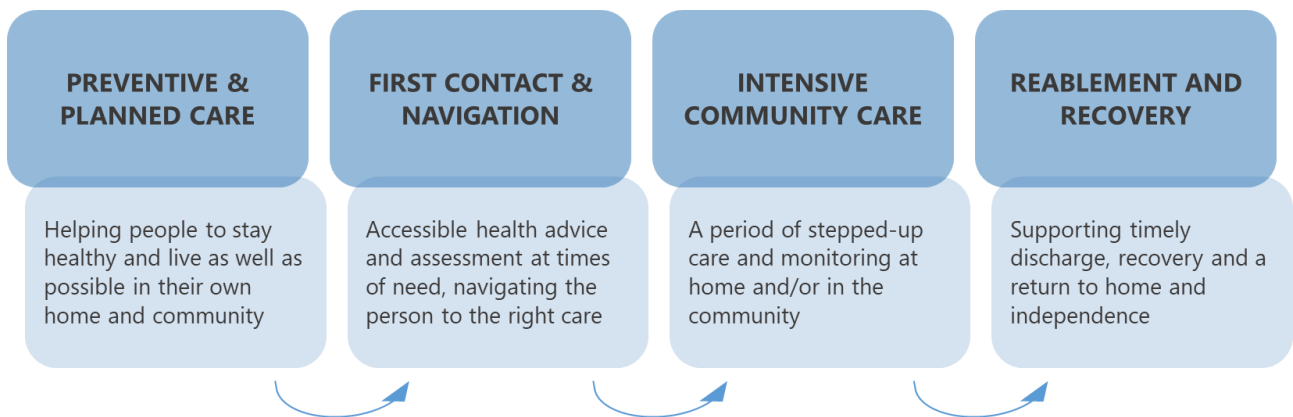 PREVENTIVE &
PLANNED CARE
Helping people to stay
healthy and live as well as
possible in their own
home and community
FIRST CONTACT &
NAVIGATION
Accessible health advice
and assessment at times
of need, navigating the
person to the right care
INTENSIVE
COMMUNITY CARE
A period of stepped-up
care and monitoring at
home and/or in the
community
REABLEMENT AND
RECOVERY
Supporting timely
discharge, recovery and a
return to home and
independence